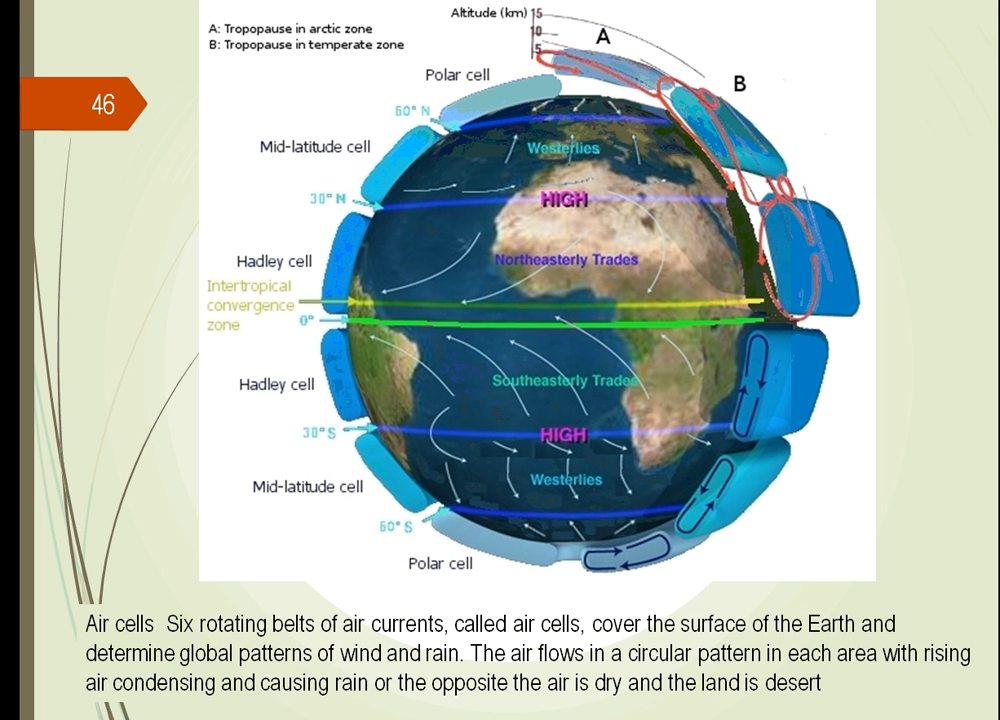 46
A: Tropopause in arctic zone
B: Tropopause in temperate zone
Altitude (km) 15
10
5
A
B
Polar cell
60° N
Mid-latitude cell
Westerlies
30° N
HIGH
Hadley cell
Northeasterly Trades
Intertropical
convergence
zone
0°
Hadley cell
Southeasterly Trades
30° S
HIGH
Mid-latitude cell
Westerlies
60° S
Polar cell
Air cells Six rotating belts of air currents, called air cells, cover the surface of the Earth and
determine global patterns of wind and rain. The air flows in a circular pattern in each area with rising
air condensing and causing rain or the opposite the air is dry and the land is desert